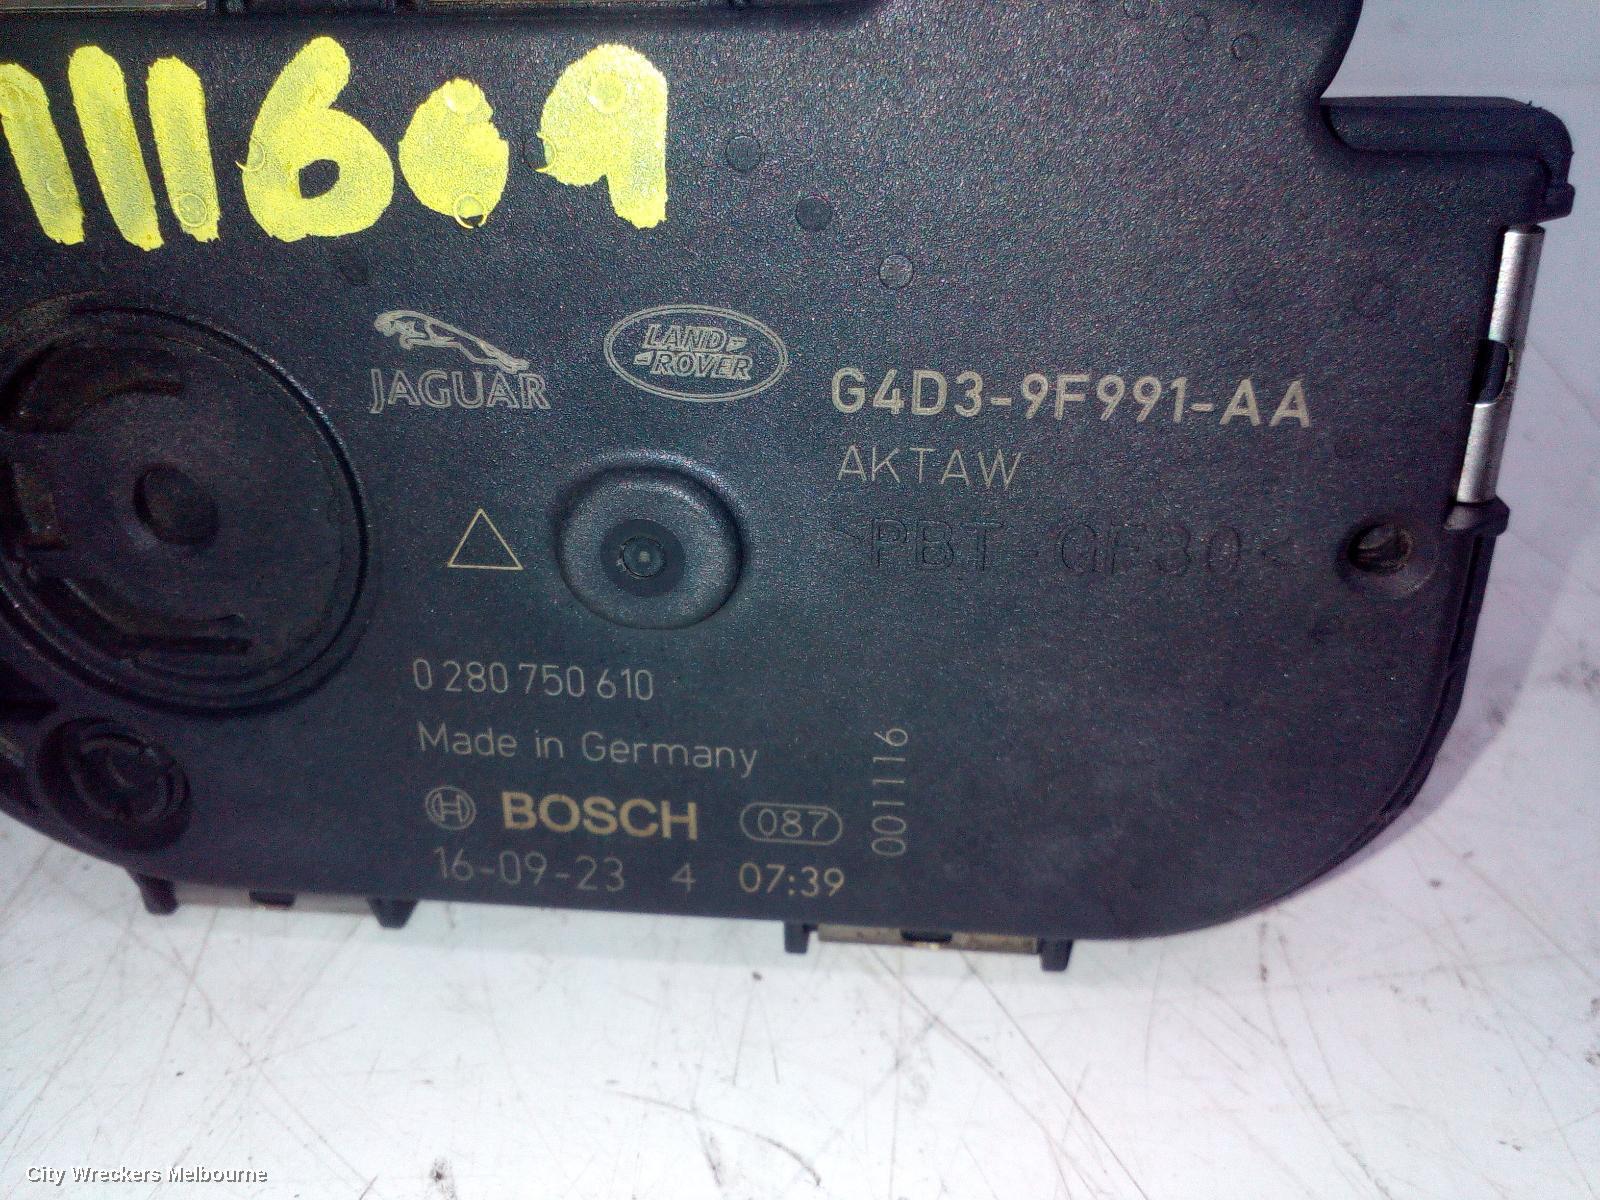 111609
JAGUAR
LAND
ROVER
G4D3-9F991-AA
AKTAW
>PBT-GF30<
0 280 750 610
Made in Germany
BOSCH 087
001116
16-09-23 4 07:39
City Wreckers Melbourne